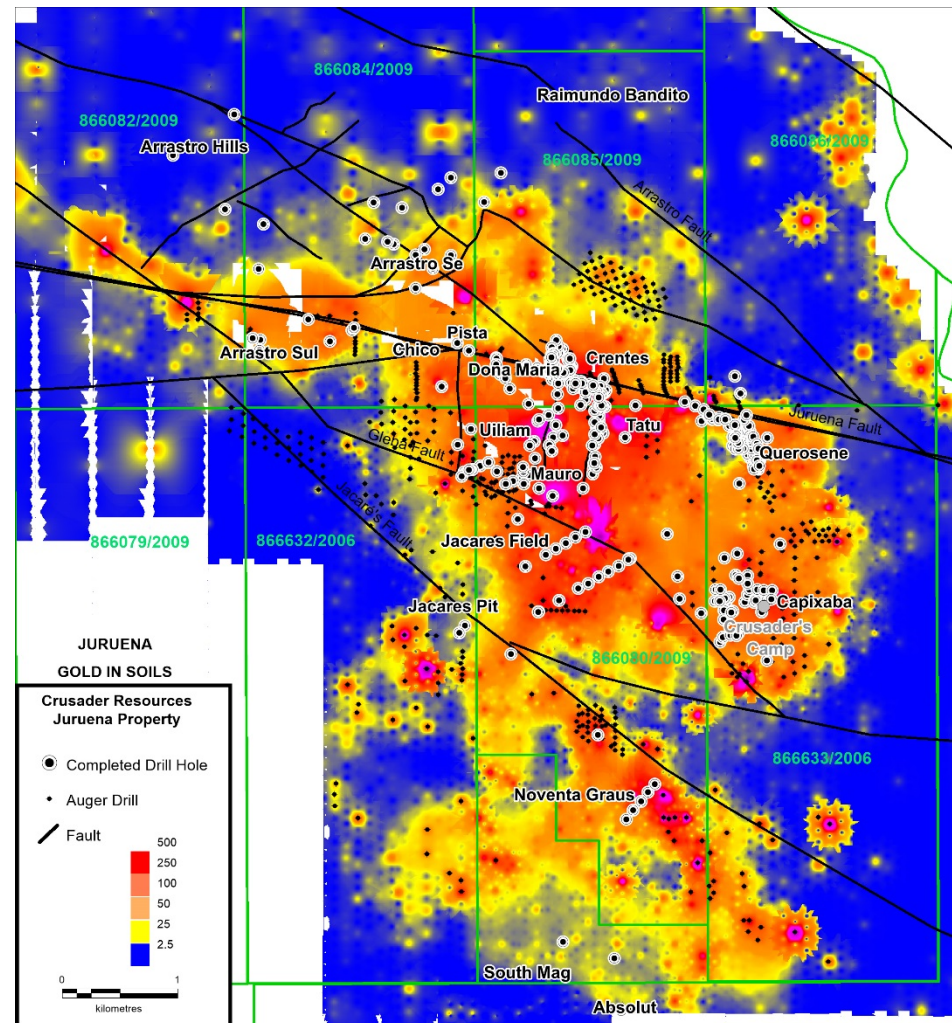 866084/2009
Raimundo Bandito
866082/2009
866086/2009
Arrastro Hills
866085/2009
Arrastro Fault
Arrastro Se
Pista
Arrastro Sul
Chico
Crentes
Doña Maria
Juruena Fault
Uiliam
Tatu
Gleba Fault
Querosene
Mauro
Jacare's Fault
866079/2009
866632/2006
Jacares Field
Jacares Pit
Capixaba
Crusader's
Camp
866080/2009
JURUENA
GOLD IN SOILS
Crusader Resources
Juruena Property
Completed Drill Hole
Auger Drill
Fault
500
250
100
50
25
2.5
0 1
kilometres
866633/2006
Noventa Graus
South Mag
Absolut